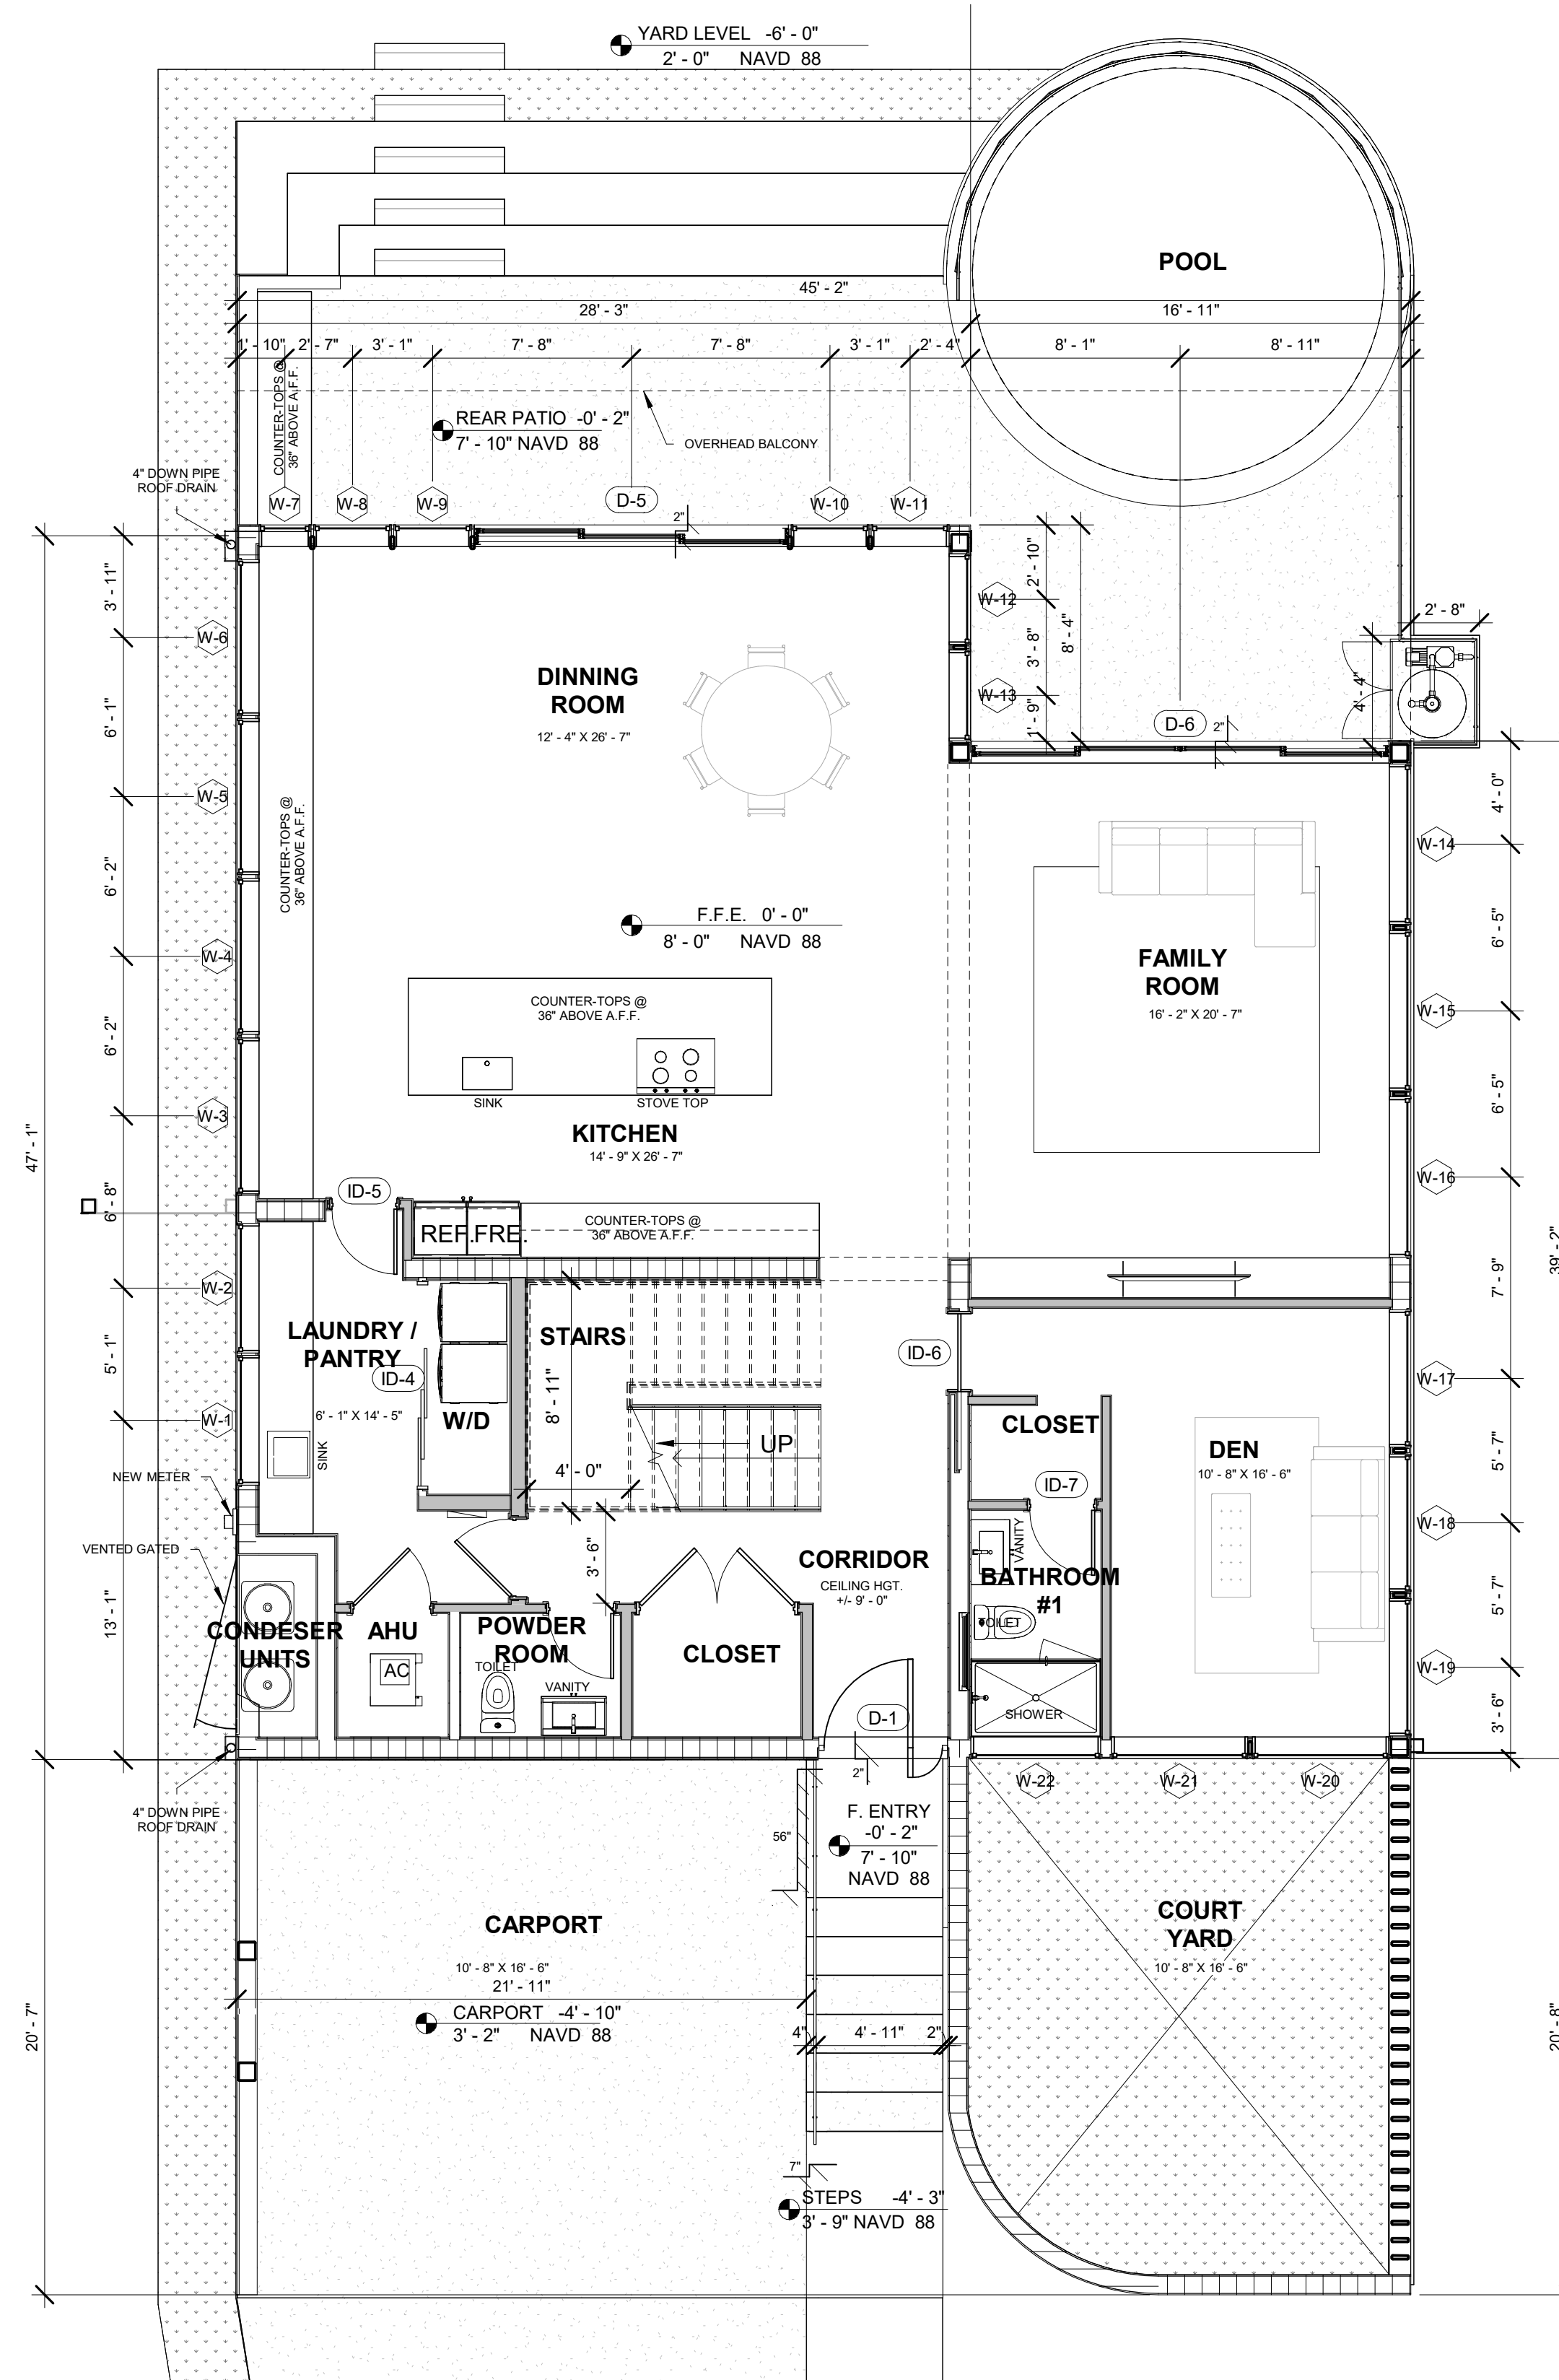 YARD LEVEL -6' - 0"
2' - 0" NAVD 88
POOL
45' - 2"
28' - 3"
16' - 11"
1' - 10"
2' - 7"
3' - 1"
7' - 8"
7' - 8"
3' - 1"
2' - 4"
8' - 1"
8' - 11"
COUNTER-TOPS @
36" ABOVE A.F.F.
REAR PATIO -0' - 2"
7' - 10" NAVD 88
OVERHEAD BALCONY
4" DOWN PIPE
ROOF DRAIN
W-7
W-8
W-9
D-5
W-10
W-11
2"
3' - 11"
W-6
6' - 1"
W-5
6' - 2"
W-4
6' - 2"
W-3
6' - 8"
W-2
5' - 1"
W-1
13' - 1"
47' - 1"
20' - 7"
W-12
W-13
2' - 10"
3' - 8"
1' - 9"
8' - 4"
2' - 8"
4' - 4"
D-6
2"
DINNING
ROOM
12' - 4" X 26' - 7"
COUNTER-TOPS @
36" ABOVE A.F.F.
F.F.E. 0' - 0"
8' - 0" NAVD 88
COUNTER-TOPS @
36" ABOVE A.F.F.
SINK
STOVE TOP
KITCHEN
14' - 9" X 26' - 7"
FAMILY
ROOM
16' - 2" X 20' - 7"
4' - 0"
W-14
6' - 5"
W-15
6' - 5"
W-16
7' - 9"
W-17
5' - 7"
W-18
5' - 7"
W-19
3' - 6"
39' - 2"
20' - 8"
ID-5
REF.
FRE.
COUNTER-TOPS @
36" ABOVE A.F.F.
LAUNDRY /
PANTRY
ID-4
6' - 1" X 14' - 5"
W/D
SINK
STAIRS
8' - 11"
4' - 0"
UP
3' - 6"
ID-6
CLOSET
ID-7
DEN
10' - 8" X 16' - 6"
NEW METER
VENTED GATED
CONDESER
UNITS
AHU
AC
POWDER
ROOM
TOILET
VANITY
CLOSET
CORRIDOR
CEILING HGT.
+/- 9' - 0"
VANITY
BATHROOM
#1
TOILET
SHOWER
D-1
2"
4" DOWN PIPE
ROOF DRAIN
W-22
W-21
W-20
56"
F. ENTRY
-0' - 2"
7' - 10"
NAVD 88
CARPORT
10' - 8" X 16' - 6"
21' - 11"
CARPORT -4' - 10"
3' - 2" NAVD 88
4"
4' - 11"
2"
COURT
YARD
10' - 8" X 16' - 6"
7"
STEPS -4' - 3"
3' - 9" NAVD 88